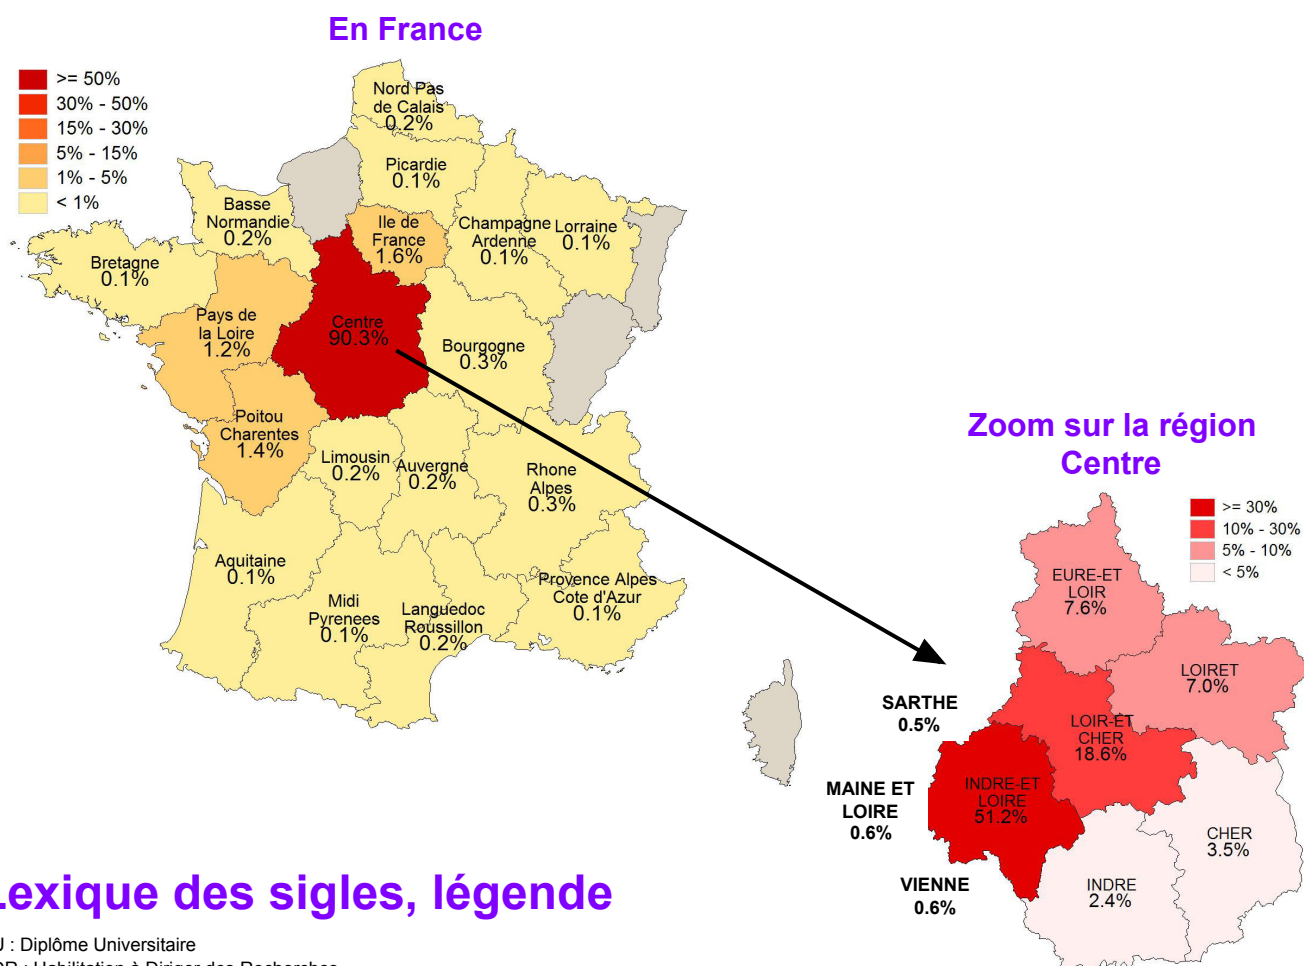 En France
>= 50%
30% - 50%
15% - 30%
5% - 15%
1% - 5%
< 1%
Nord Pas
de Calais
0.2%
Picardie
0.1%
Basse
Normandie
0.2%
Ile de
France
1.6%
Champagne
Ardenne
0.1%
Lorraine
0.1%
Bretagne
0.1%
Pays de
la Loire
1.2%
Centre
90.3%
Bourgogne
0.3%
Poitou
Charentes
1.4%
Limousin
0.2%
Auvergne
0.2%
Rhone
Alpes
0.3%
Aquitaine
0.1%
Midi
Pyrenees
0.1%
Languedoc
Roussillon
0.2%
Provence Alpes
Cote d'Azur
0.1%
Zoom sur la région
Centre
>= 30%
10% - 30%
5% - 10%
< 5%
EURE-ET
LOIR
7.6%
LOIRET
7.0%
SARTHE
0.5%
LOIR-ET
CHER
18.6%
MAINE ET
LOIRE
0.6%
INDRE-ET
LOIRE
51.2%
CHER
3.5%
VIENNE
0.6%
INDRE
2.4%
Lexique des sigles, légende
U : Diplôme Universitaire
DR : Habilitation à Diriger des Recherches